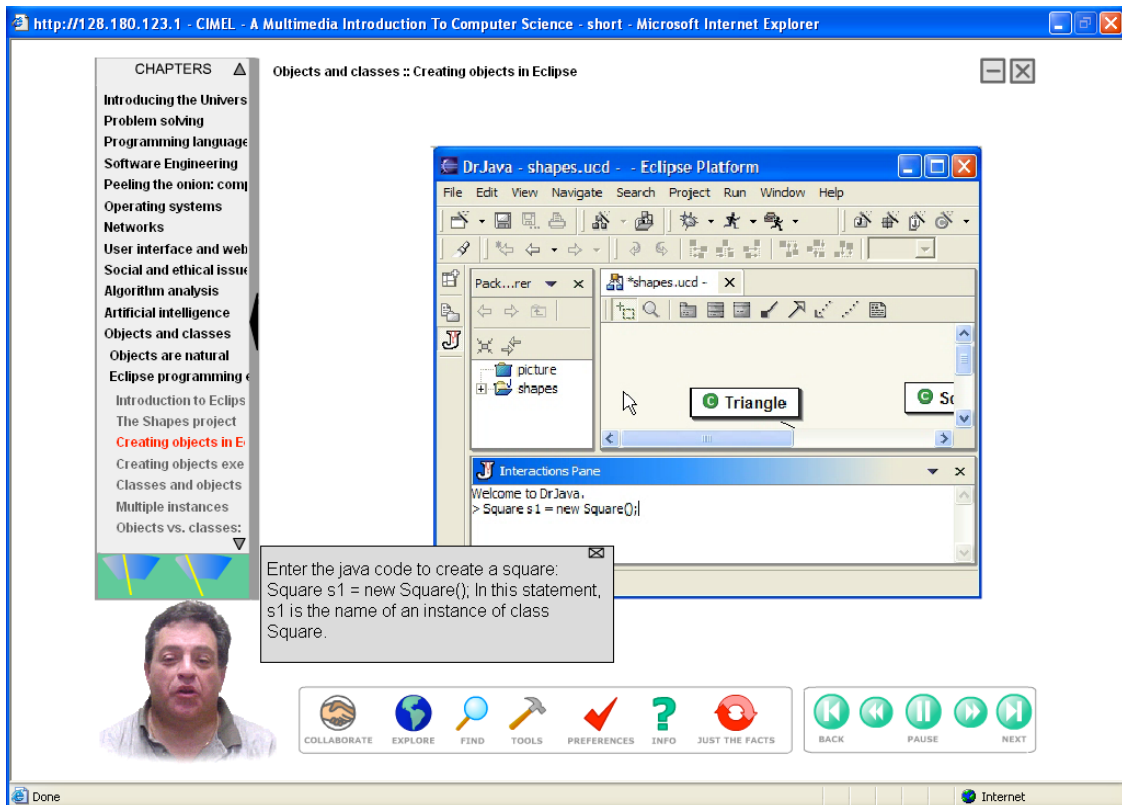 http://128.180.123.1 - CIMEL - A Multimedia Introduction To Computer Science - short - Microsoft Internet Explorer
CHAPTERS
Introducing the Univers
Problem solving
Programming language
Software Engineering
Peeling the onion: comp
Operating systems
Networks
User interface and web
Social and ethical issue
Algorithm analysis
Artificial intelligence
Objects and classes
Objects are natural
Eclipse programming e
Introduction to Eclips
The Shapes project
Creating objects in E
Creating objects exe
Classes and objects
Multiple instances
Objects vs. classes:
Objects and classes :: Creating objects in Eclipse
DrJava - shapes.ucd - - Eclipse Platform
File Edit View Navigate Search Project Run Window Help
Pack...rer
picture
shapes
*shapes.ucd -
C Triangle
C Sq
Interactions Pane
Welcome to DrJava.
> Square s1 = new Square();
Enter the java code to create a square:
Square s1 = new Square(); In this statement,
s1 is the name of an instance of class
Square.
COLLABORATE EXPLORE FIND TOOLS PREFERENCES INFO JUST THE FACTS
BACK PAUSE NEXT
Done
Internet